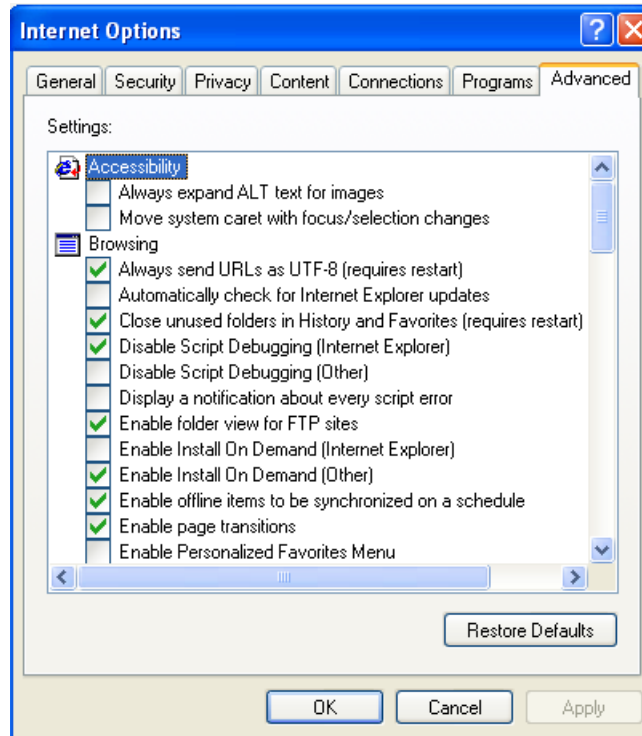 Internet Options
General Security Privacy Content Connections Programs Advanced
Settings:
Accessibility
Always expand ALT text for images
Move system caret with focus/selection changes
Browsing
Always send URLs as UTF-8 (requires restart)
Automatically check for Internet Explorer updates
Close unused folders in History and Favorites (requires restart)
Disable Script Debugging (Internet Explorer)
Disable Script Debugging (Other)
Display a notification about every script error
Enable folder view for FTP sites
Enable Install On Demand (Internet Explorer)
Enable Install On Demand (Other)
Enable offline items to be synchronized on a schedule
Enable page transitions
Enable Personalized Favorites Menu
Restore Defaults
OK Cancel Apply